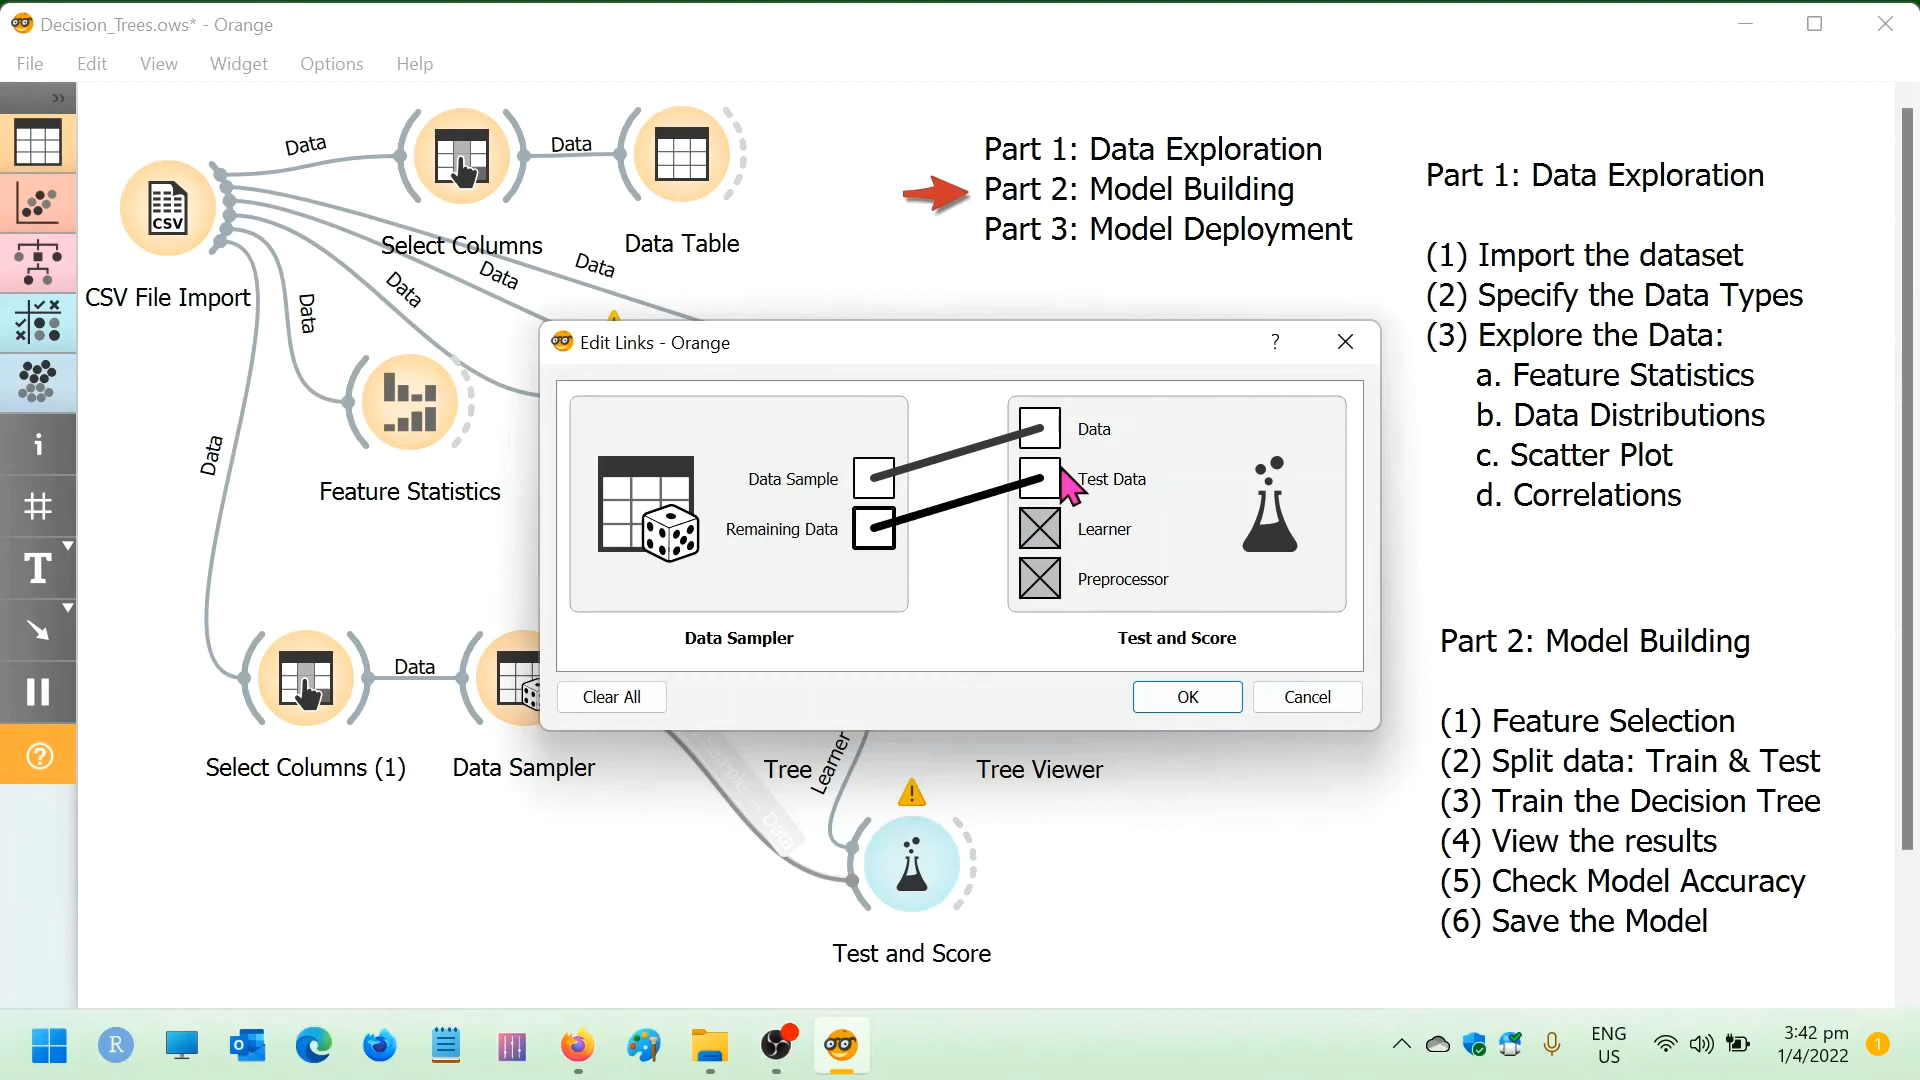 Decision_Trees.ows* - Orange
File Edit View Widget Options Help
Data
Data
Part 1: Data Exploration
Part 2: Model Building
Part 3: Model Deployment
Part 1: Data Exploration
CSV
Select Columns
Data Table
CSV File Import
Data
Data
Data
Data
Data
(1) Import the dataset
(2) Specify the Data Types
(3) Explore the Data:
a. Feature Statistics
b. Data Distributions
c. Scatter Plot
d. Correlations
Feature Statistics
Edit Links - Orange
?
Data Sample
Remaining Data
Data Sampler
Data
Test Data
Learner
Preprocessor
Test and Score
Clear All
OK
Cancel
Data
Select Columns (1)
Data Sampler
Tree
Tree Viewer
Learner
Sample → Data
Test and Score
Part 2: Model Building
(1) Feature Selection
(2) Split data: Train & Test
(3) Train the Decision Tree
(4) View the results
(5) Check Model Accuracy
(6) Save the Model
R
ENG
US
3:42 pm
1/4/2022
1